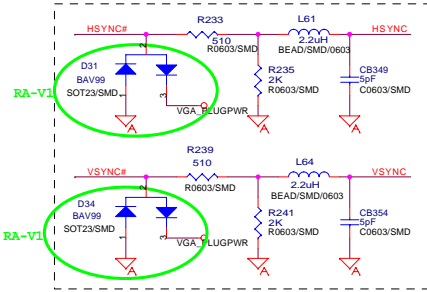 R233
L61
HSYNC#
HSYNC
510
R0603/SMD
2.2uH
BEAD/SMD/0603
2
D31
BAV99
SOT23/SMD
RA-V1
1
3
R235
2K
R0603/SMD
CB349
5pF
C0603/SMD
VGA_PLUGPWR
A
A
A
R239
L64
VSYNC#
VSYNC
510
R0603/SMD
2.2uH
BEAD/SMD/0603
2
D34
BAV99
SOT23/SMD
RA-V1
1
3
R241
2K
R0603/SMD
CB354
5pF
C0603/SMD
VGA_PLUGPWR
A
A
A